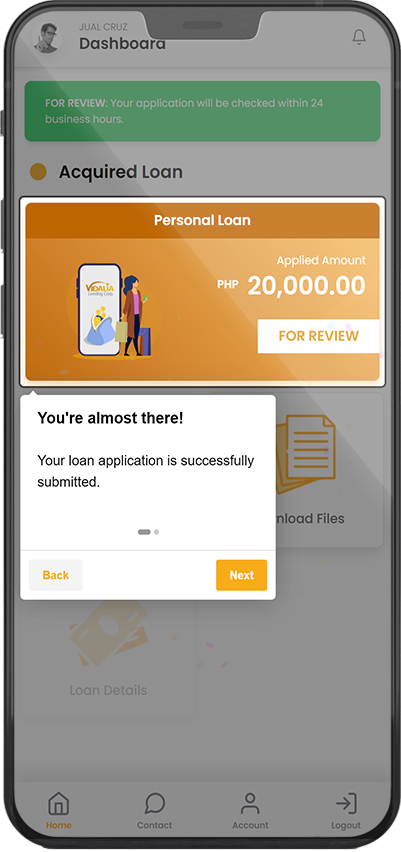 JUAL CRUZ
Dashboard
FOR REVIEW: Your application will be checked within 24
business hours.
Acquired Loan
Personal Loan
Applied Amount
PHP 20,000.00
FOR REVIEW
VIDALIA
Lending Corp.
You're almost there!
Your loan application is successfully
submitted.
Back
Next
nload Files
Loan Details
Home
Contact
Account
Logout